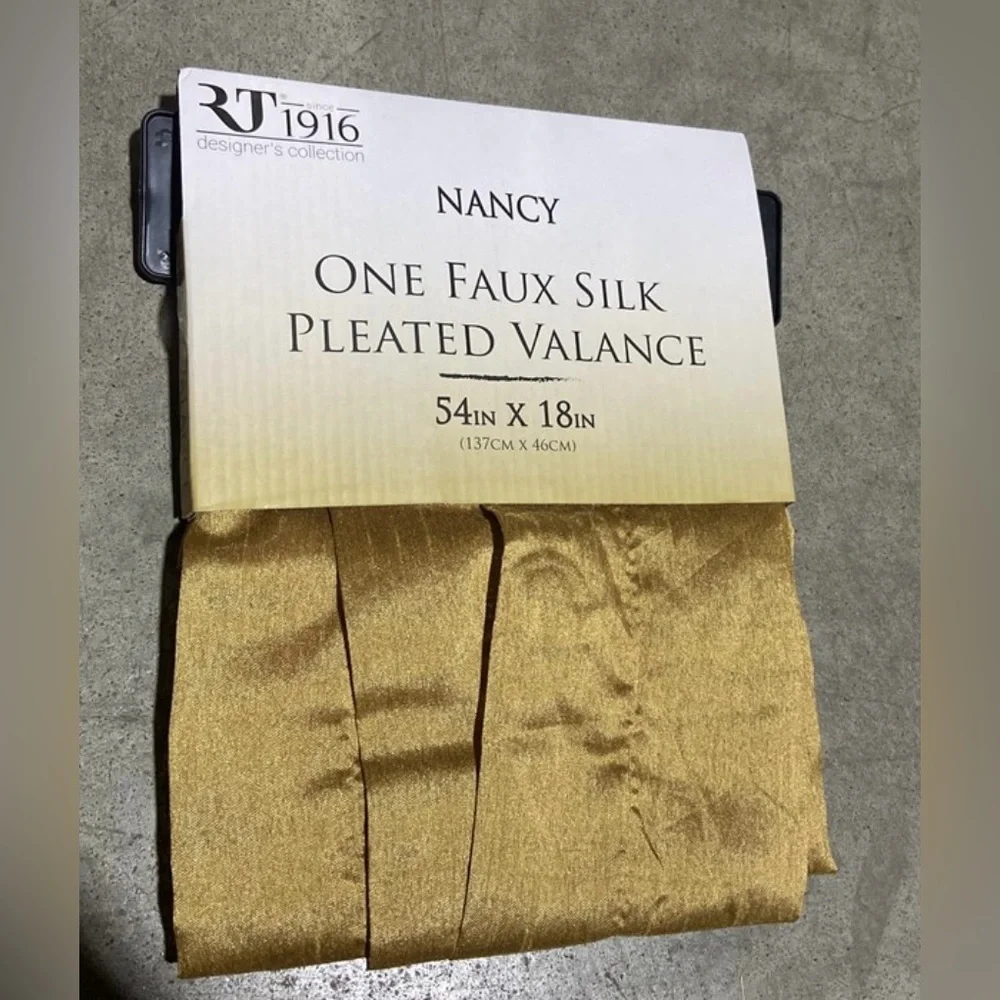 RT® since 1916
designer's collection
NANCY
ONE FAUX SILK
PLEATED VALANCE
54IN X 18IN
(137CM X 46CM)